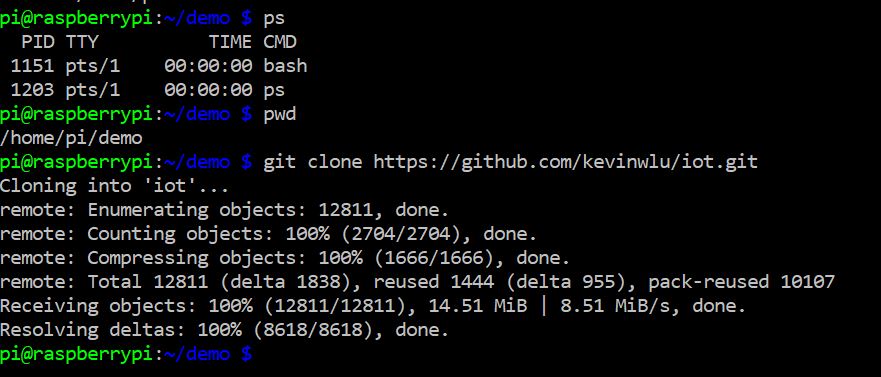 pi@raspberrypi:~/demo $ ps
  PID TTY          TIME CMD
 1151 pts/1    00:00:00 bash
 1203 pts/1    00:00:00 ps
pi@raspberrypi:~/demo $ pwd
/home/pi/demo
pi@raspberrypi:~/demo $ git clone https://github.com/kevinwlu/iot.git
Cloning into 'iot'...
remote: Enumerating objects: 12811, done.
remote: Counting objects: 100% (2704/2704), done.
remote: Compressing objects: 100% (1666/1666), done.
remote: Total 12811 (delta 1838), reused 1444 (delta 955), pack-reused 10107
Receiving objects: 100% (12811/12811), 14.51 MiB | 8.51 MiB/s, done.
Resolving deltas: 100% (8618/8618), done.
pi@raspberrypi:~/demo $